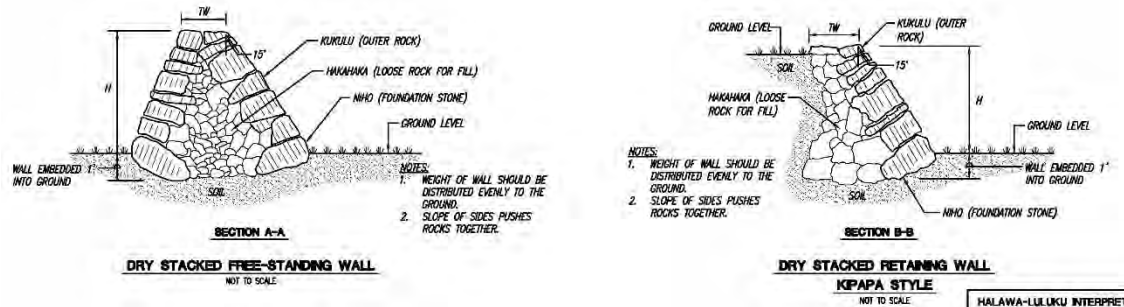 TW
15°
H
KUKULU (OUTER ROCK)
HAKAHAKA (LOOSE ROCK FOR FILL)
NIHO (FOUNDATION STONE)
GROUND LEVEL
WALL EMBEDDED 1'
INTO GROUND
SOIL
NOTES:
1. WEIGHT OF WALL SHOULD BE
DISTRIBUTED EVENLY TO THE
GROUND.
2. SLOPE OF SIDES PUSHES
ROCKS TOGETHER.
SECTION A-A
DRY STACKED FREE-STANDING WALL
NOT TO SCALE
GROUND LEVEL
TW
KUKULU (OUTER
ROCK)
SOIL
15°
HAKAHAKA (LOOSE
ROCK FOR FILL)
H
GROUND LEVEL
NOTES:
1. WEIGHT OF WALL SHOULD BE
DISTRIBUTED EVENLY TO THE
GROUND.
2. SLOPE OF SIDES PUSHES
ROCKS TOGETHER.
WALL EMBEDDED 1'
INTO GROUND
SOIL
NIHO (FOUNDATION STONE)
SECTION B-B
DRY STACKED RETAINING WALL
KIPAPA STYLE
NOT TO SCALE
HALAWA-LULUKU INTERPRET